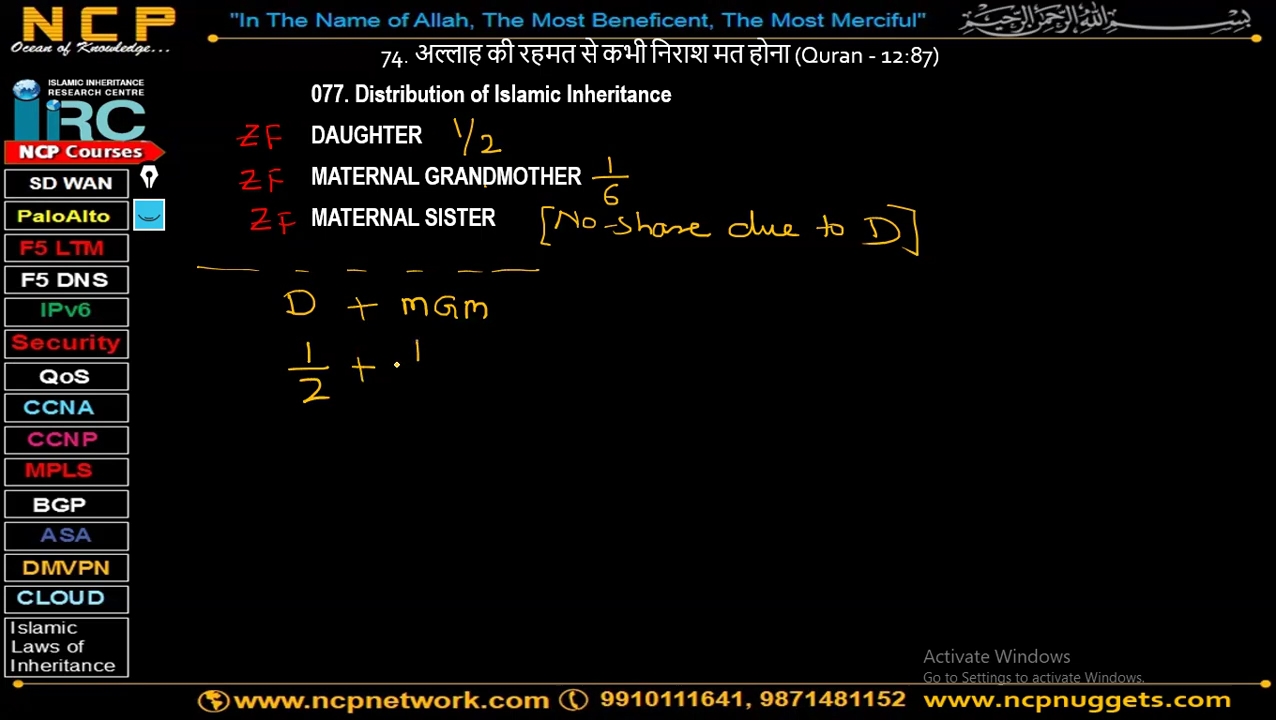 NCP
Ocean of Knowledge...
"In The Name of Allah, The Most Beneficent, The Most Merciful"
بسم الله الرحمن الرحيم
74. अल्लाह की रहमत से कभी निराश मत होना (Quran - 12:87)
ISLAMIC INHERITANCE
RESEARCH CENTRE
IRC
NCP Courses
SD WAN
PaloAlto
F5 LTM
F5 DNS
IPv6
Security
QoS
CCNA
CCNP
MPLS
BGP
ASA
DMVPN
CLOUD
Islamic
Laws of
Inheritance
077. Distribution of Islamic Inheritance
ZF DAUGHTER 1/2
ZF MATERNAL GRANDMOTHER 1/6
ZF MATERNAL SISTER [No-share due to D]
D + MGM
1/2 + 1
Activate Windows
Go to Settings to activate Windows.
www.ncpnetwork.com 9910111641, 9871481152 www.ncpnuggets.com